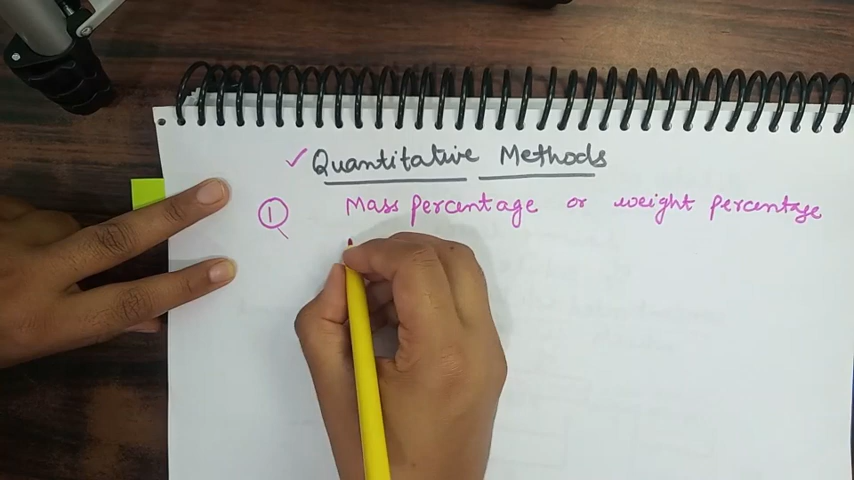 ✓ Quantitative Methods
① Mass percentage or weight percentage